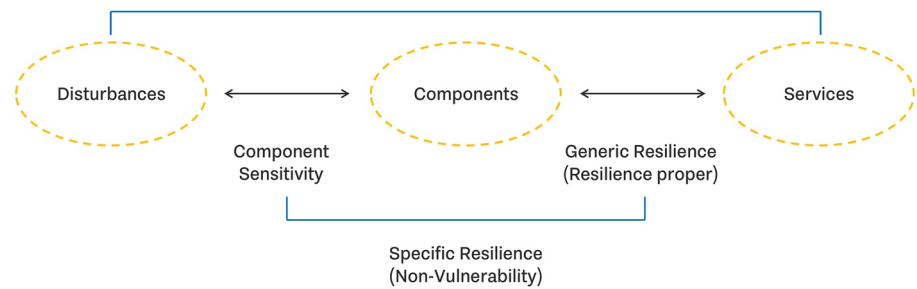 Disturbances
Components
Services
Component
Sensitivity
Generic Resilience
(Resilience proper)
Specific Resilience
(Non-Vulnerability)